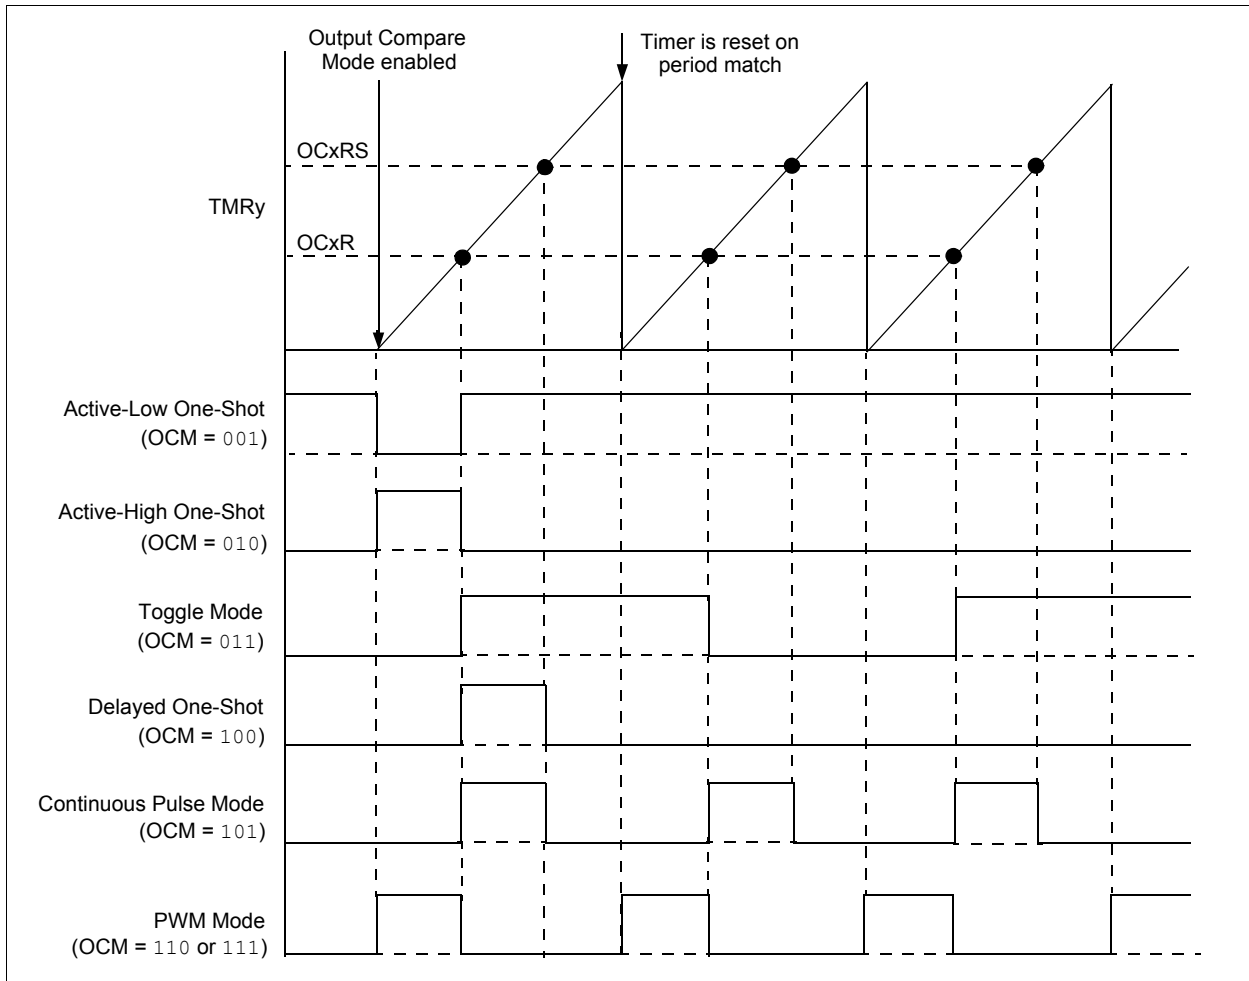 Output Compare
Mode enabled
Timer is reset on
period match
OCxRS
TMRy
OCxR
Active-Low One-Shot
(OCM = 001)
Active-High One-Shot
(OCM = 010)
Toggle Mode
(OCM = 011)
Delayed One-Shot
(OCM = 100)
Continuous Pulse Mode
(OCM = 101)
PWM Mode
(OCM = 110 or 111)